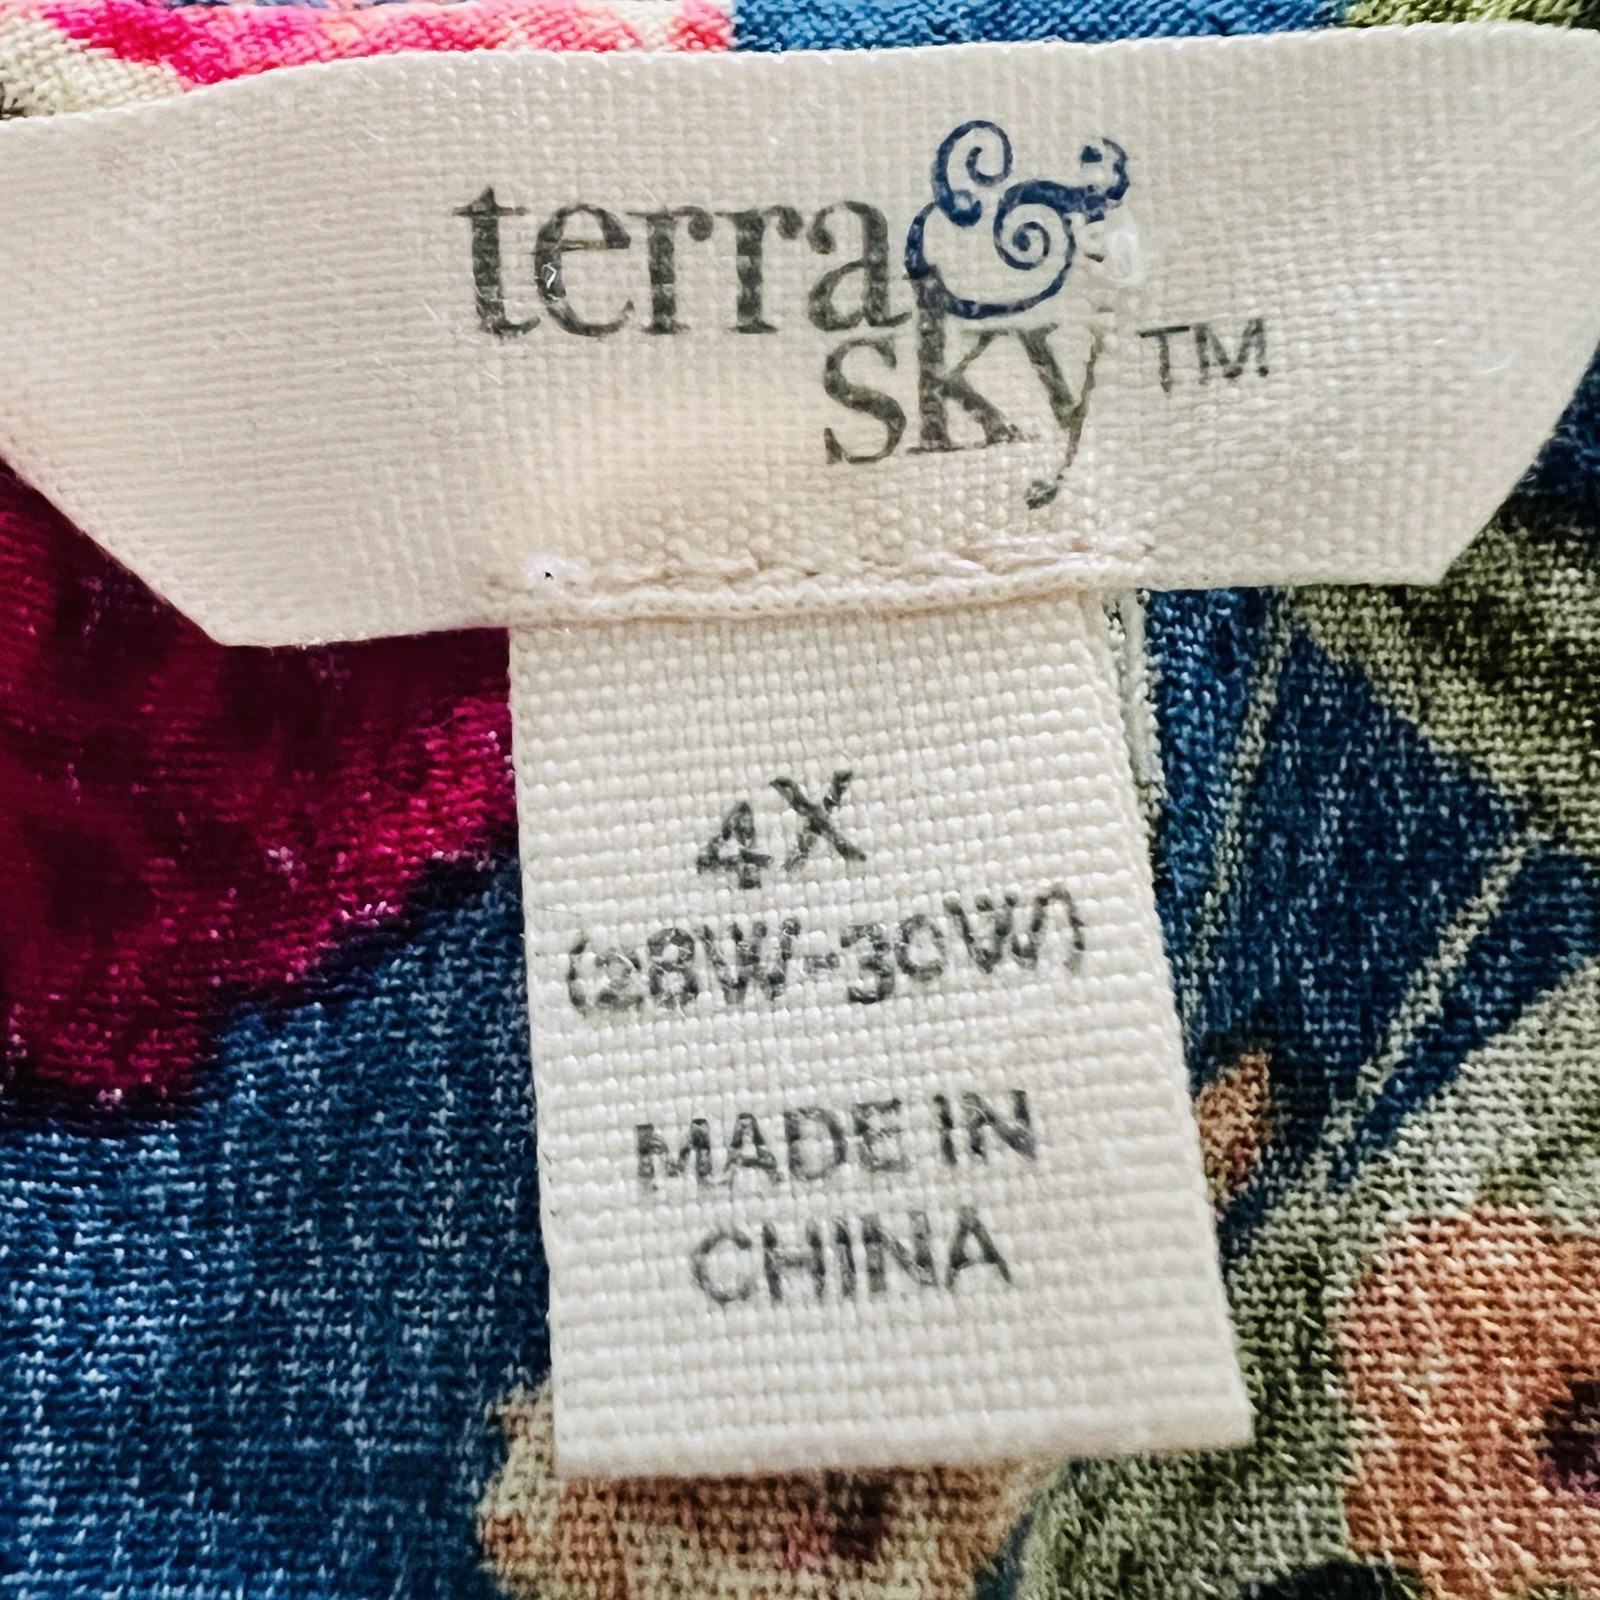 terra &
sky™
4X
(28W-30W)
MADE IN
CHINA